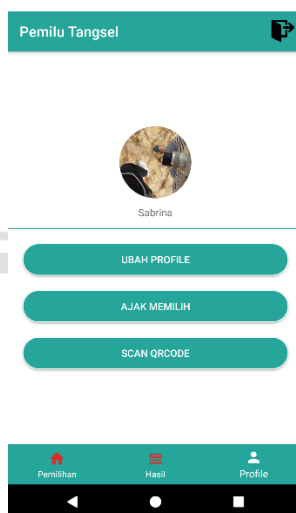 Pemilu Tangsel
Sabrina
UBAH PROFILE
AJAK MEMILIH
SCAN QRCODE
Pemilihan Hasil Profile